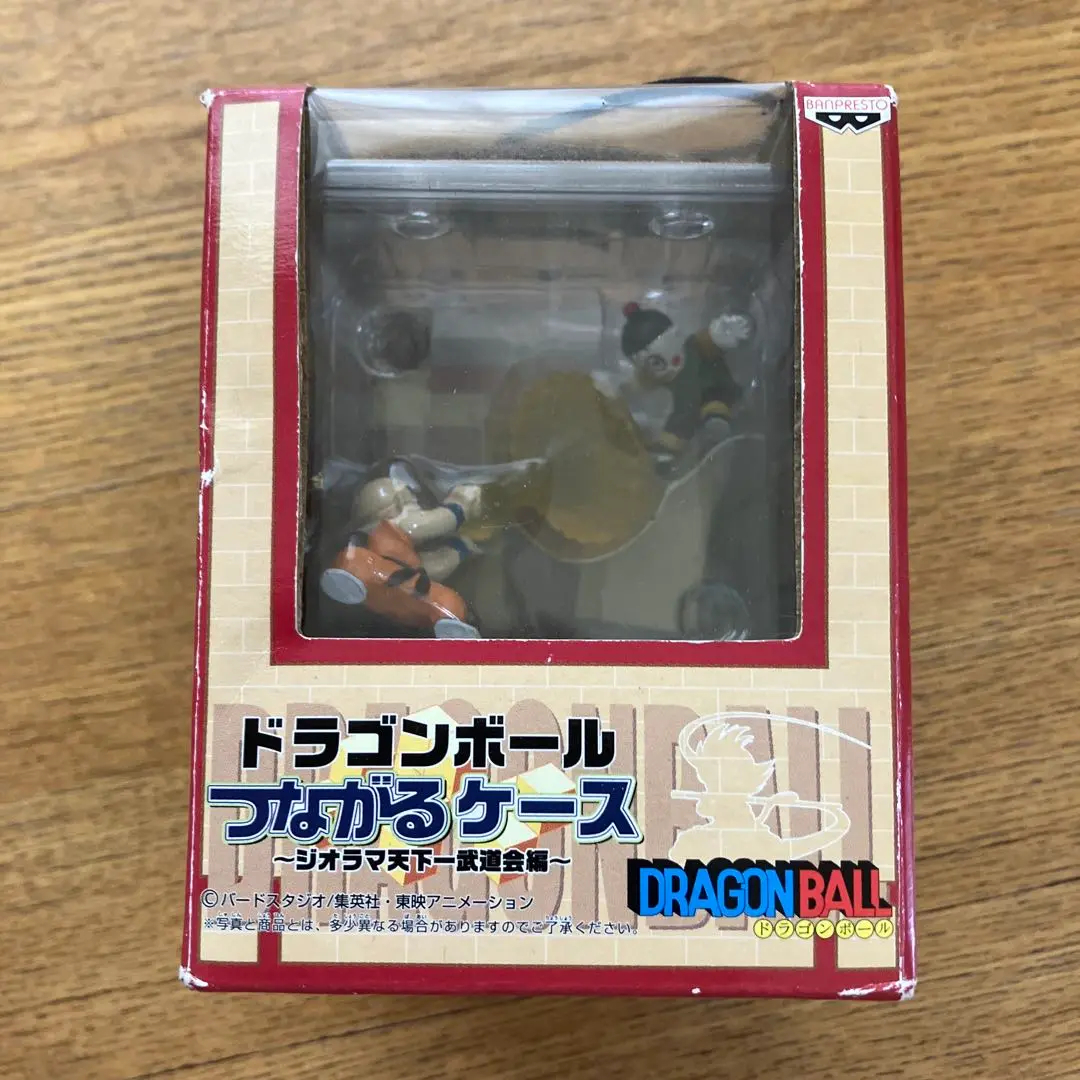 BANPRESTO
DRAGONBALL
ドラゴンボール
つながるケース
～ジオラマ天下一武道会編～
DRAGONBALL
ドラゴンボール
©バードスタジオ/集英社・東映アニメーション
※写真と商品とは、多少異なる場合がありますのでご了承ください。